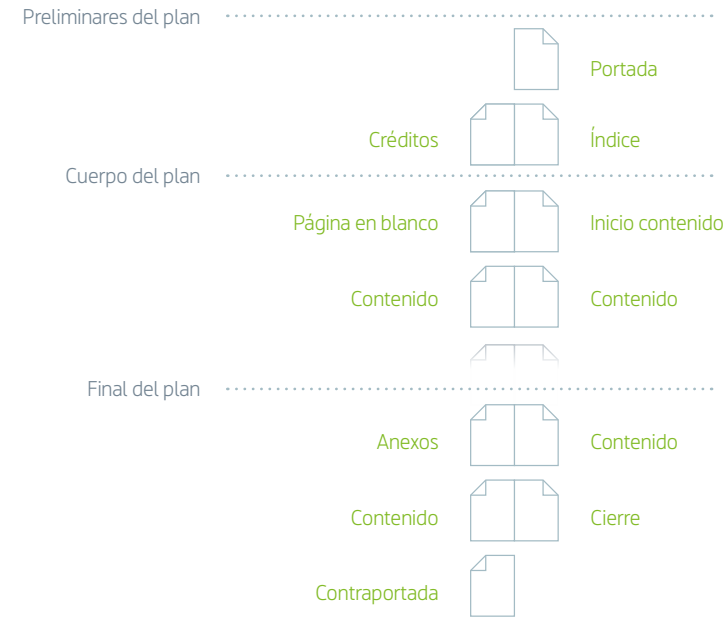 Preliminares del plan
Portada
Créditos
Índice
Cuerpo del plan
Página en blanco
Inicio contenido
Contenido
Contenido
Final del plan
Anexos
Contenido
Contenido
Cierre
Contraportada